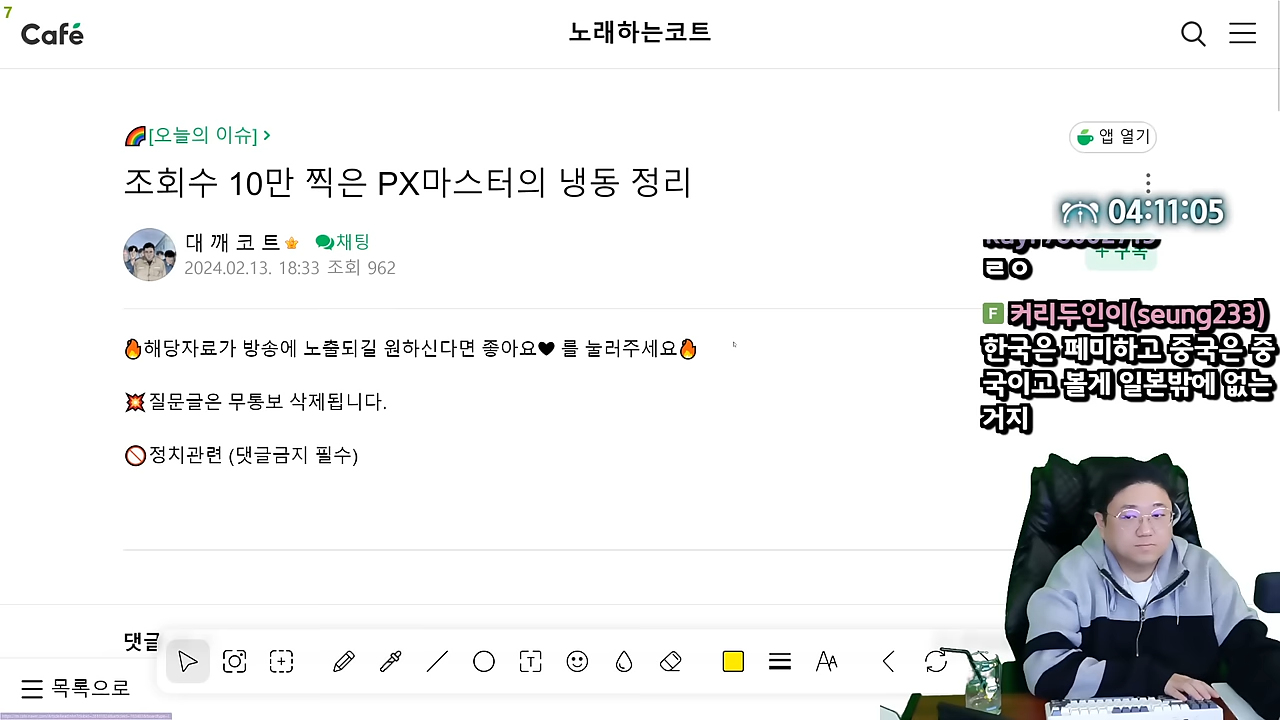 7
Café
노래하는코트
[오늘의 이슈] >
앱 열기
조회수 10만 찍은 PX마스터의 냉동 정리
04:11:05
대 깨 코 트
채팅
2024.02.13. 18:33 조회 962
+ 구독
ㄹㅇ
해당자료가 방송에 노출되길 원하신다면 좋아요🖤 를 눌러주세요
F 커리두인이(seung233)
한국은 페미하고 중국은 중
국이고 볼게 일본밖에 없는
거지
질문글은 무통보 삭제됩니다.
정치관련 (댓글금지 필수)
댓글
T
AA
목록으로